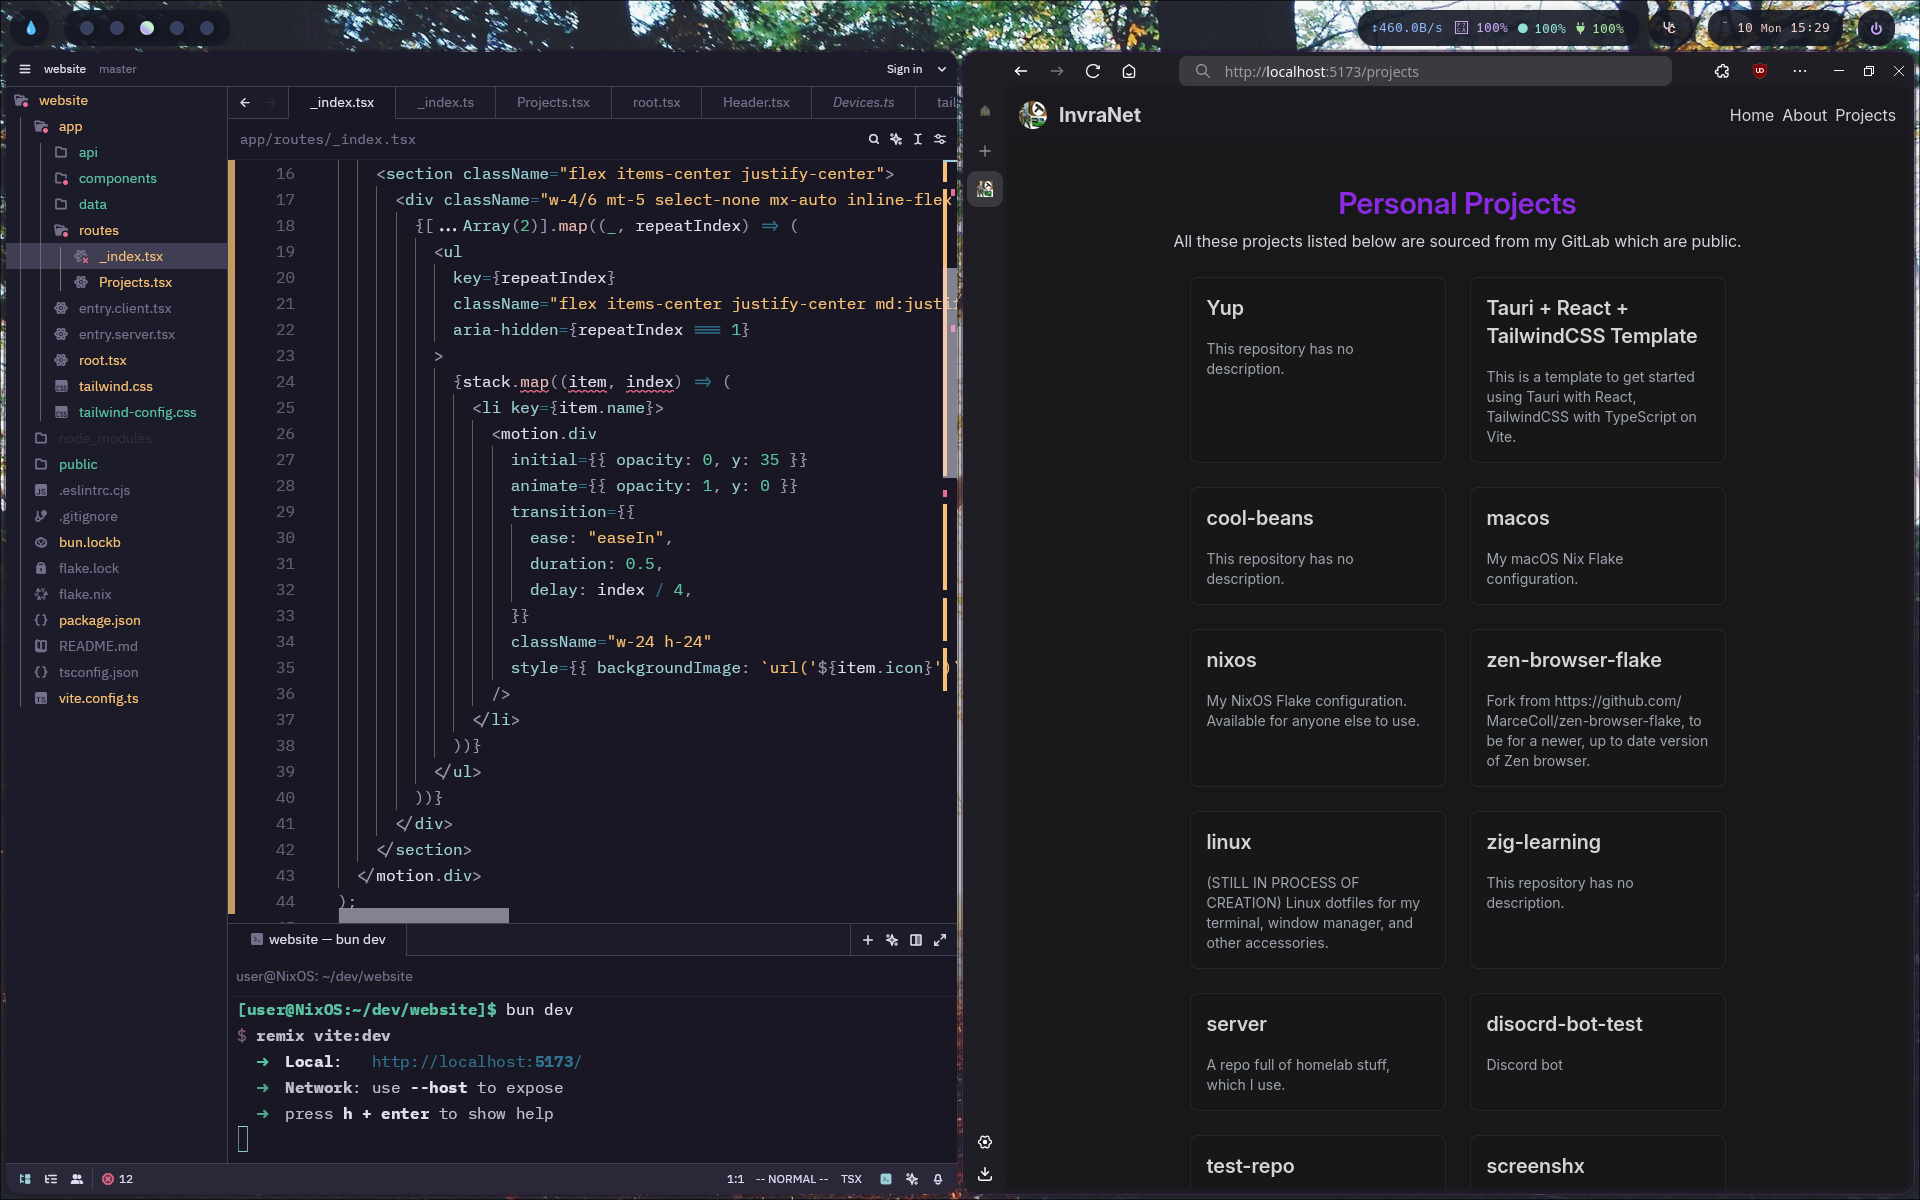 ↕460.0B/s 100% 100% 100% 10 Mon 15:29
website master Sign in
website
app
api
components
data
routes
_index.tsx
Projects.tsx
entry.client.tsx
entry.server.tsx
root.tsx
tailwind.css
tailwind-config.css
node_modules
public
.eslintrc.cjs
.gitignore
bun.lockb
flake.lock
flake.nix
package.json
README.md
tsconfig.json
vite.config.ts
_index.tsx _index.ts Projects.tsx root.tsx Header.tsx Devices.ts tail
app/routes/_index.tsx
16 <section className="flex items-center justify-center">
17 <div className="w-4/6 mt-5 select-none mx-auto inline-flex
18 {[...Array(2)].map((_, repeatIndex) => (
19 <ul
20 key={repeatIndex}
21 className="flex items-center justify-center md:justif
22 aria-hidden={repeatIndex === 1}
23 >
24 {stack.map((item, index) => (
25 <li key={item.name}>
26 <motion.div
27 initial={{ opacity: 0, y: 35 }}
28 animate={{ opacity: 1, y: 0 }}
29 transition={{
30 ease: "easeIn",
31 duration: 0.5,
32 delay: index / 4,
33 }}
34 className="w-24 h-24"
35 style={{ backgroundImage: `url('${item.icon}')`
36 />
37 </li>
38 ))}
39 </ul>
40 ))}
41 </div>
42 </section>
43 </motion.div>
44 );
website — bun dev
user@NixOS: ~/dev/website
[user@NixOS:~/dev/website]$ bun dev
$ remix vite:dev
➜ Local: http://localhost:5173/
➜ Network: use --host to expose
➜ press h + enter to show help
12 1:1 -- NORMAL -- TSX
http://localhost:5173/projects
InvraNet
Home About Projects
Personal Projects
All these projects listed below are sourced from my GitLab which are public.
Yup
This repository has no
description.
Tauri + React +
TailwindCSS Template
This is a template to get started
using Tauri with React,
TailwindCSS with TypeScript on
Vite.
cool-beans
This repository has no
description.
macos
My macOS Nix Flake
configuration.
nixos
My NixOS Flake configuration.
Available for anyone else to use.
zen-browser-flake
Fork from https://github.com/
MarceColl/zen-browser-flake, to
be for a newer, up to date version
of Zen browser.
linux
(STILL IN PROCESS OF
CREATION) Linux dotfiles for my
terminal, window manager, and
other accessories.
zig-learning
This repository has no
description.
server
A repo full of homelab stuff,
which I use.
disocrd-bot-test
Discord bot
test-repo
screenshx